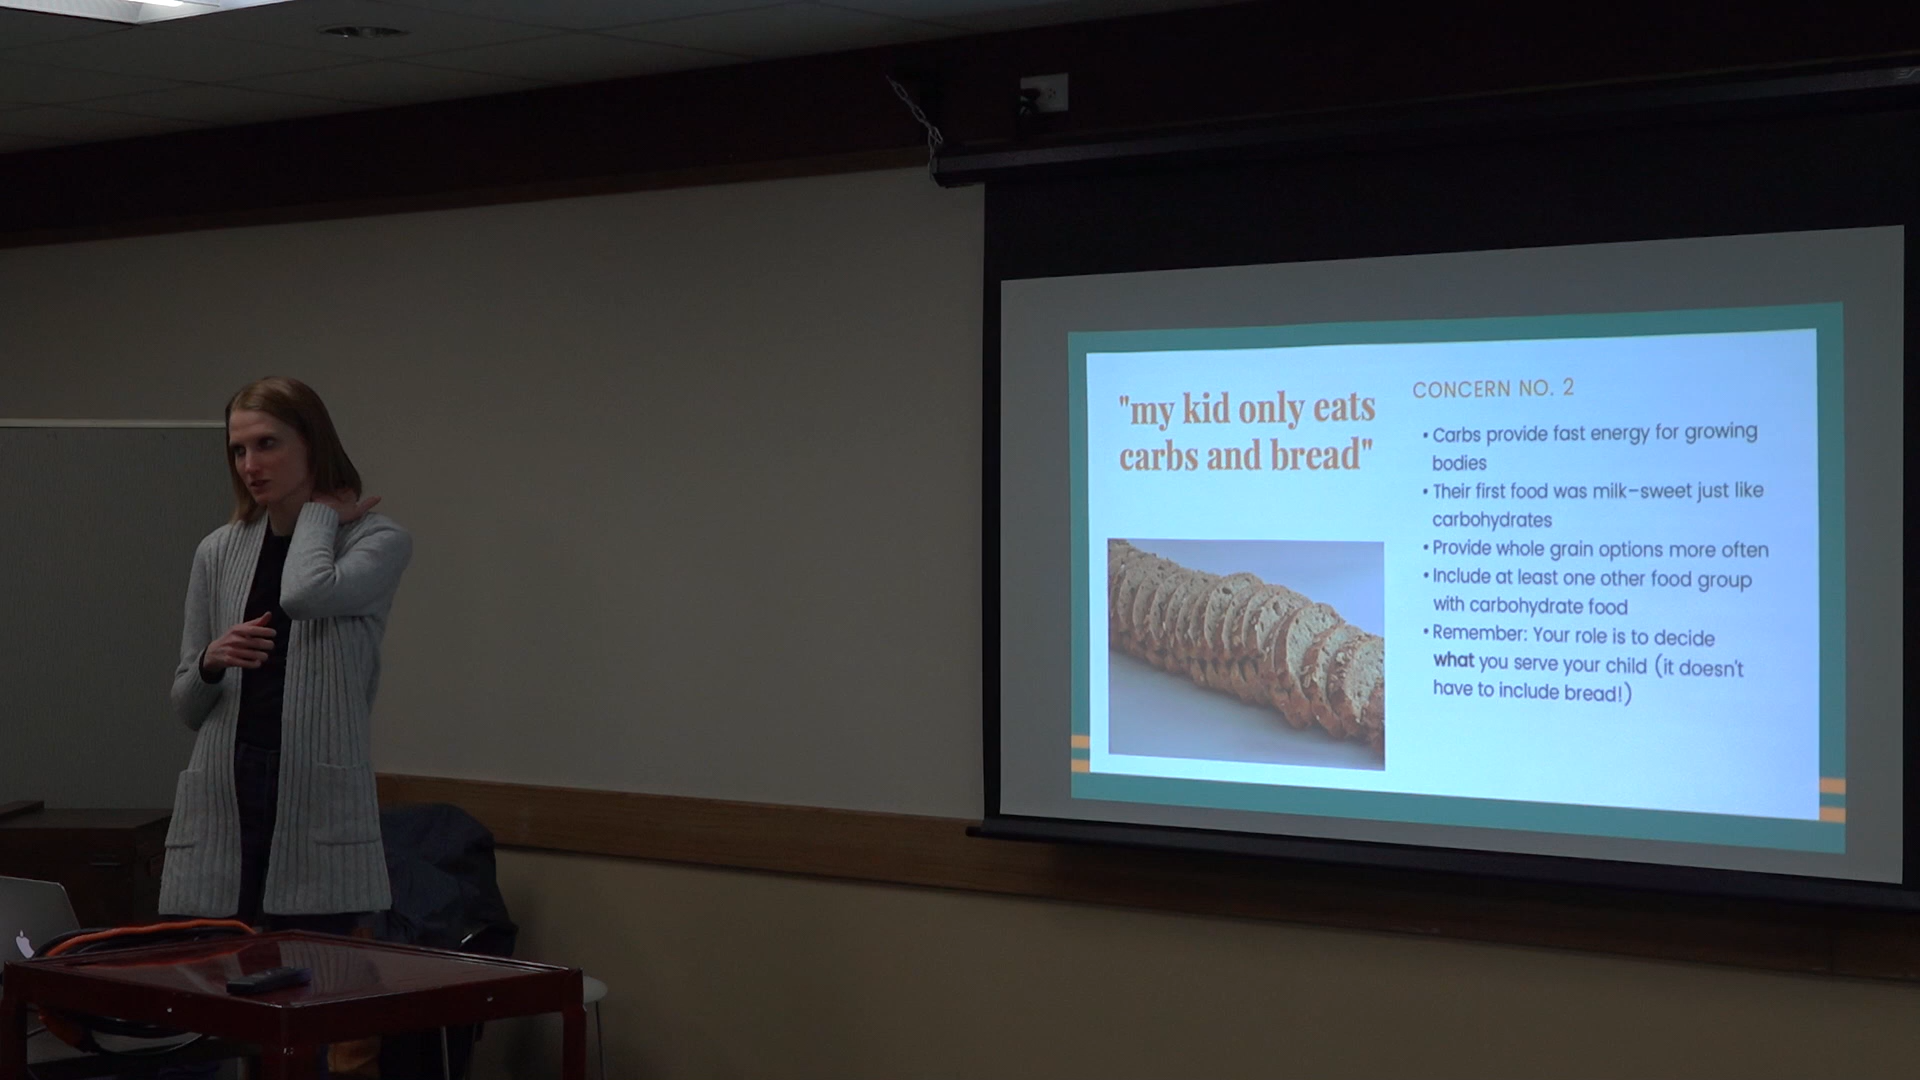 "my kid only eats
carbs and bread"
CONCERN NO. 2
• Carbs provide fast energy for growing
bodies
• Their first food was milk–sweet just like
carbohydrates
• Provide whole grain options more often
• Include at least one other food group
with carbohydrate food
• Remember: Your role is to decide
what you serve your child (it doesn't
have to include bread!)